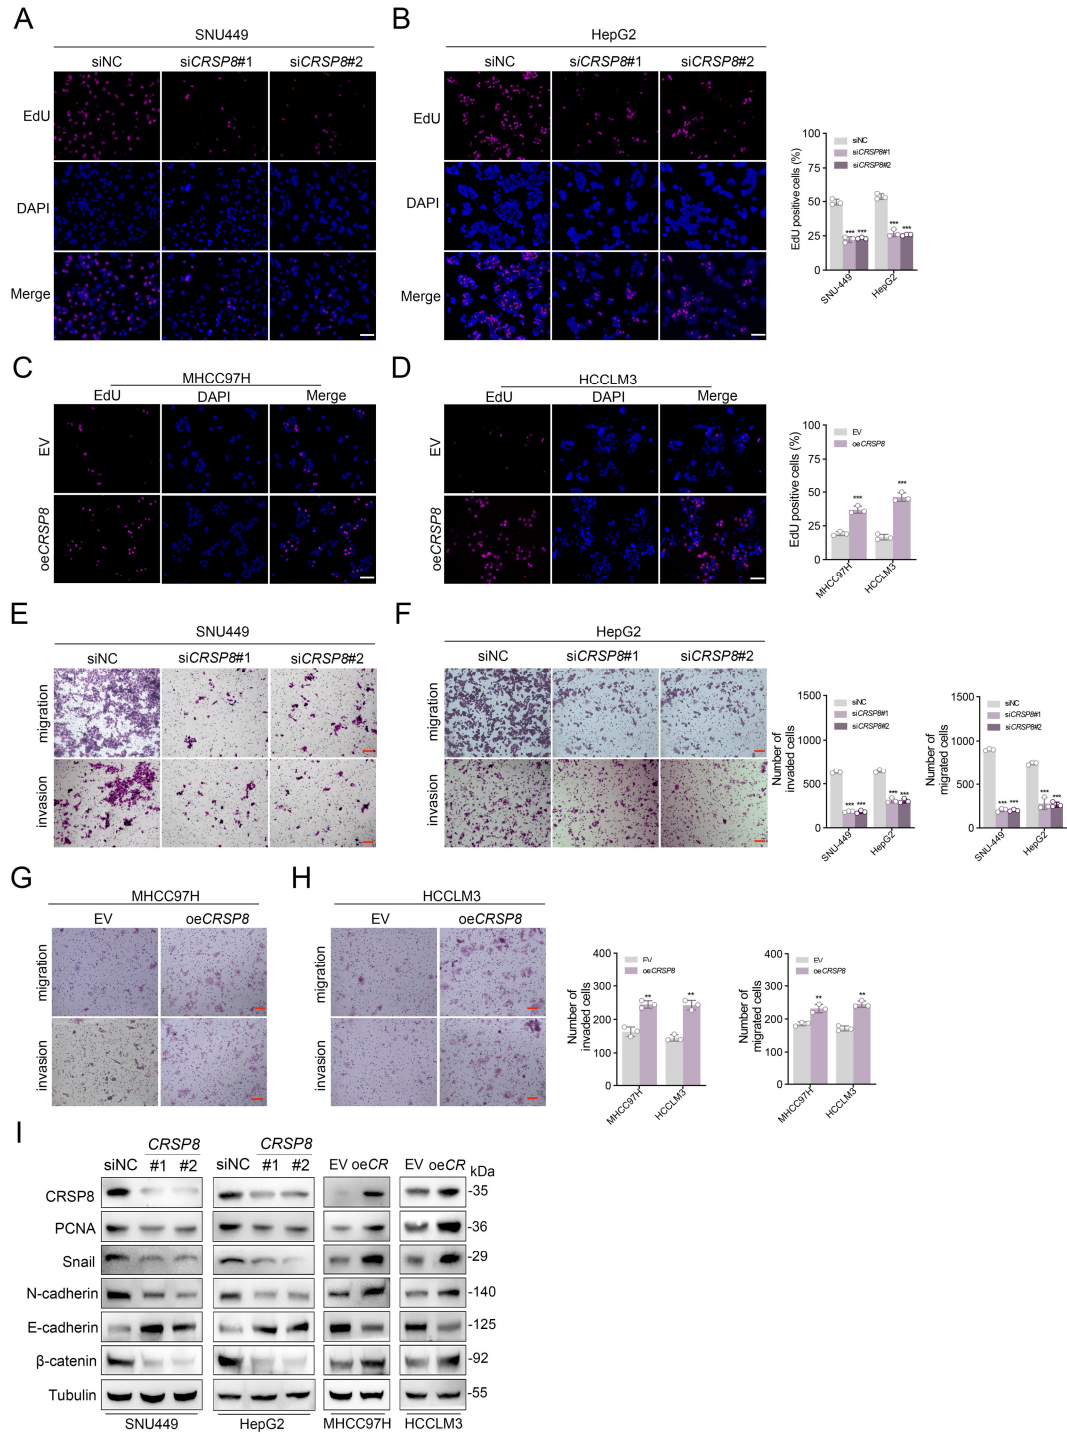 A
SNU449
siNC siCRSP8#1 siCRSP8#2
EdU
DAPI
Merge
B
HepG2
siNC siCRSP8#1 siCRSP8#2
EdU
DAPI
Merge
EdU positive cells (%)
100
75
50
25
0
siNC
siCRSP8#1
siCRSP8#2
*** ***
*** ***
SNU-449 HepG2
C
MHCC97H
EdU DAPI Merge
EV
oeCRSP8
D
HCCLM3
EdU DAPI Merge
EV
oeCRSP8
EdU positive cells (%)
100
75
50
25
0
EV
oeCRSP8
*** ***
MHCC97H HCCLM3
E
SNU449
siNC siCRSP8#1 siCRSP8#2
migration
invasion
F
HepG2
siNC siCRSP8#1 siCRSP8#2
migration
invasion
Number of
invaded cells
1500
1000
500
0
siNC
siCRSP8#1
siCRSP8#2
*** ***
*** ***
SNU-449 HepG2
Number of
migrated cells
1500
1000
500
0
siNC
siCRSP8#1
siCRSP8#2
*** ***
*** ***
SNU-449 HepG2
G
MHCC97H
EV oeCRSP8
migration
invasion
H
HCCLM3
EV oeCRSP8
migration
invasion
Number of
invaded cells
400
300
200
100
0
EV
oeCRSP8
** **
MHCC97H HCCLM3
Number of
migrated cells
400
300
200
100
0
EV
oeCRSP8
** **
MHCC97H HCCLM3
I
CRSP8 CRSP8
siNC #1 #2 siNC #1 #2 EV oeCR EV oeCR kDa
CRSP8 -35
PCNA -36
Snail -29
N-cadherin -140
E-cadherin -125
β-catenin -92
Tubulin -55
SNU449 HepG2 MHCC97H HCCLM3